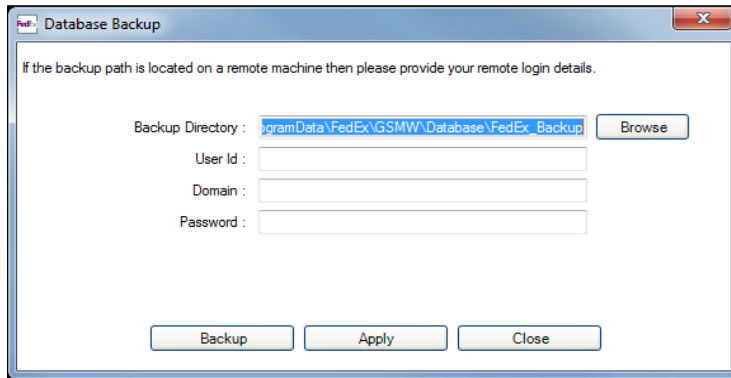 FedEx Database Backup
If the backup path is located on a remote machine then please provide your remote login details.
Backup Directory : ogramData\FedEx\GSMW\Database\FedEx_Backup Browse
User Id :
Domain :
Password :
Backup Apply Close